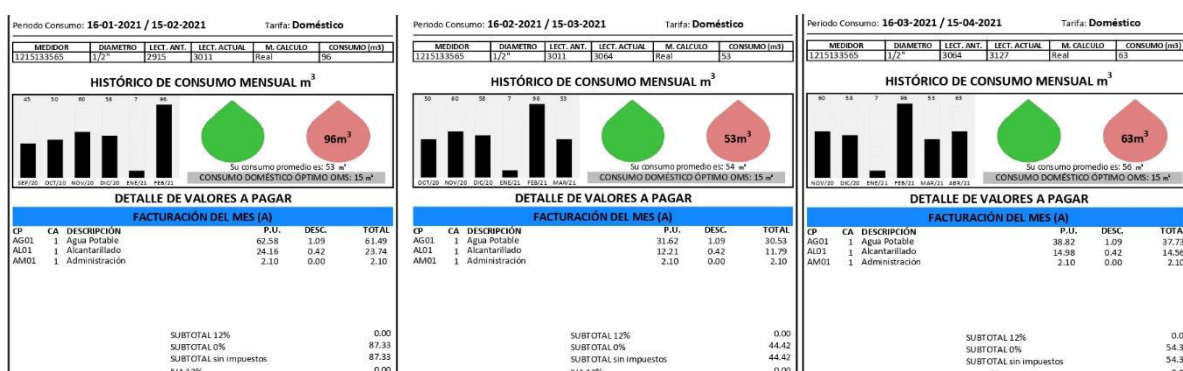 Periodo Consumo: 16-01-2021 / 15-02-2021 Tarifa: Doméstico
MEDIDOR DIAMETRO LECT. ANT. LECT. ACTUAL M. CALCULO CONSUMO (m3)
1215133565 1/2" 2915 3011 Real 96
HISTÓRICO DE CONSUMO MENSUAL m³
45 50 60 58 7 96
96m³
Su consumo promedio es: 53 m³
CONSUMO DOMÉSTICO ÓPTIMO OMS: 15 m³
SEP/20 OCT/20 NOV/20 DIC/20 ENE/21 FEB/21
DETALLE DE VALORES A PAGAR
FACTURACIÓN DEL MES (A)
CP CA DESCRIPCIÓN P.U. DESC. TOTAL
AG01 1 Agua Potable 62.58 1.09 61.49
AL01 1 Alcantarillado 24.16 0.42 23.74
AM01 1 Administración 2.10 0.00 2.10
SUBTOTAL 12% 0.00
SUBTOTAL 0% 87.33
SUBTOTAL sin impuestos 87.33
0.00
Periodo Consumo: 16-02-2021 / 15-03-2021 Tarifa: Doméstico
MEDIDOR DIAMETRO LECT. ANT. LECT. ACTUAL M. CALCULO CONSUMO (m3)
1215133565 1/2" 3011 3064 Real 53
HISTÓRICO DE CONSUMO MENSUAL m³
50 60 58 7 96 53
53m³
Su consumo promedio es: 54 m³
CONSUMO DOMÉSTICO ÓPTIMO OMS: 15 m³
OCT/20 NOV/20 DIC/20 ENE/21 FEB/21 MAR/21
DETALLE DE VALORES A PAGAR
FACTURACIÓN DEL MES (A)
CP CA DESCRIPCIÓN P.U. DESC. TOTAL
AG01 1 Agua Potable 31.62 1.09 30.53
AL01 1 Alcantarillado 12.21 0.42 11.79
AM01 1 Administración 2.10 0.00 2.10
SUBTOTAL 12% 0.00
SUBTOTAL 0% 44.42
SUBTOTAL sin impuestos 44.42
0.00
Periodo Consumo: 16-03-2021 / 15-04-2021 Tarifa: Doméstico
MEDIDOR DIAMETRO LECT. ANT. LECT. ACTUAL M. CALCULO CONSUMO (m3)
1215133565 1/2" 3064 3127 Real 63
HISTÓRICO DE CONSUMO MENSUAL m³
60 58 7 96 53 63
63m³
Su consumo promedio es: 56 m³
CONSUMO DOMÉSTICO ÓPTIMO OMS: 15 m³
NOV/20 DIC/20 ENE/21 FEB/21 MAR/21 ABR/21
DETALLE DE VALORES A PAGAR
FACTURACIÓN DEL MES (A)
CP CA DESCRIPCIÓN P.U. DESC. TOTAL
AG01 1 Agua Potable 38.82 1.09 37.73
AL01 1 Alcantarillado 14.98 0.42 14.56
AM01 1 Administración 2.10 0.00 2.10
SUBTOTAL 12% 0.0
SUBTOTAL 0% 54.3
SUBTOTAL sin impuestos 54.3